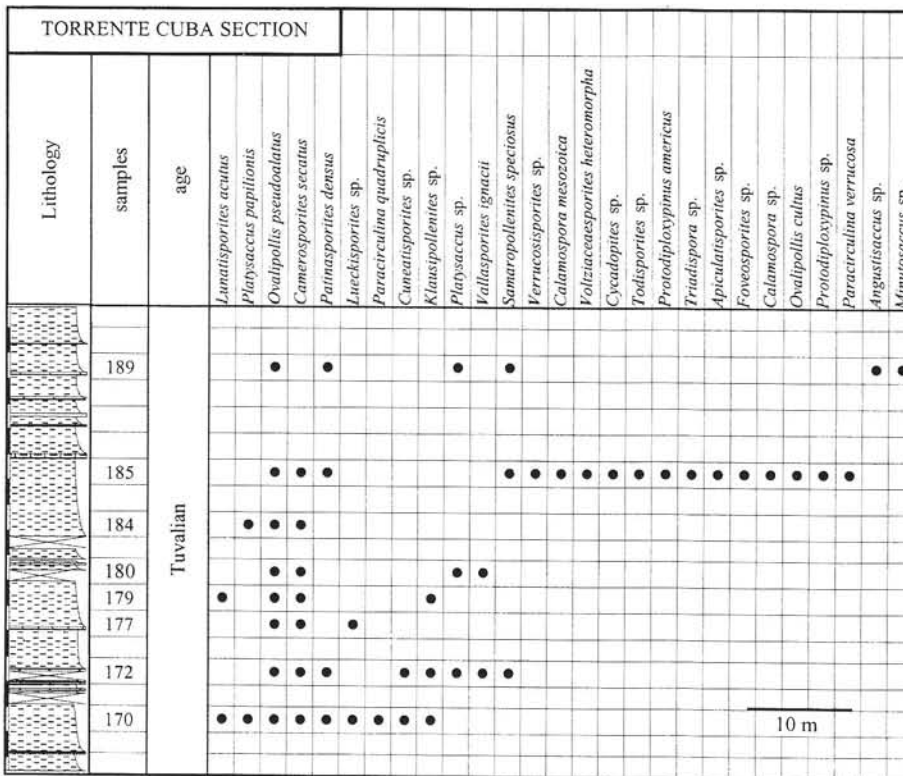 TORRENTE CUBA SECTION
Lithology
samples
age
Lunatisporites acutus
Platysaccus papilionis
Ovalipollis pseudoalatus
Camerosporites secatus
Patinasporites densus
Lueckisporites sp.
Paracirculina quadruplicis
Cuneatisporites sp.
Klausipollenites sp.
Platysaccus sp.
Vallasporites ignacii
Samaropollenites speciosus
Verrucosisporites sp.
Calamospora mesozoica
Voltziaceaesporites heteromorpha
Cycadopites sp.
Todisporites sp.
Protodiploxypinus americus
Triadispora sp.
Apiculatisporites sp.
Foveosporites sp.
Calamospora sp.
Ovalipollis cultus
Protodiploxypinus sp.
Paracirculina verrucosa
Angustisaccus sp.
Minutosaccus sp.
189
185
184
180
179
177
172
170
Tuvalian
10 m